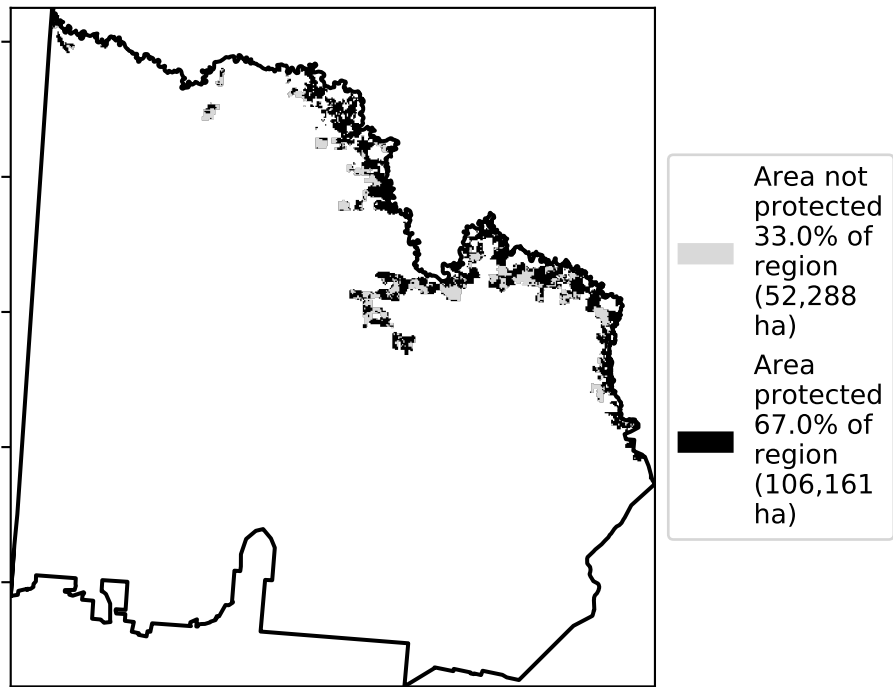 Area not
protected
33.0% of
region
(52,288
ha)
Area
protected
67.0% of
region
(106,161
ha)